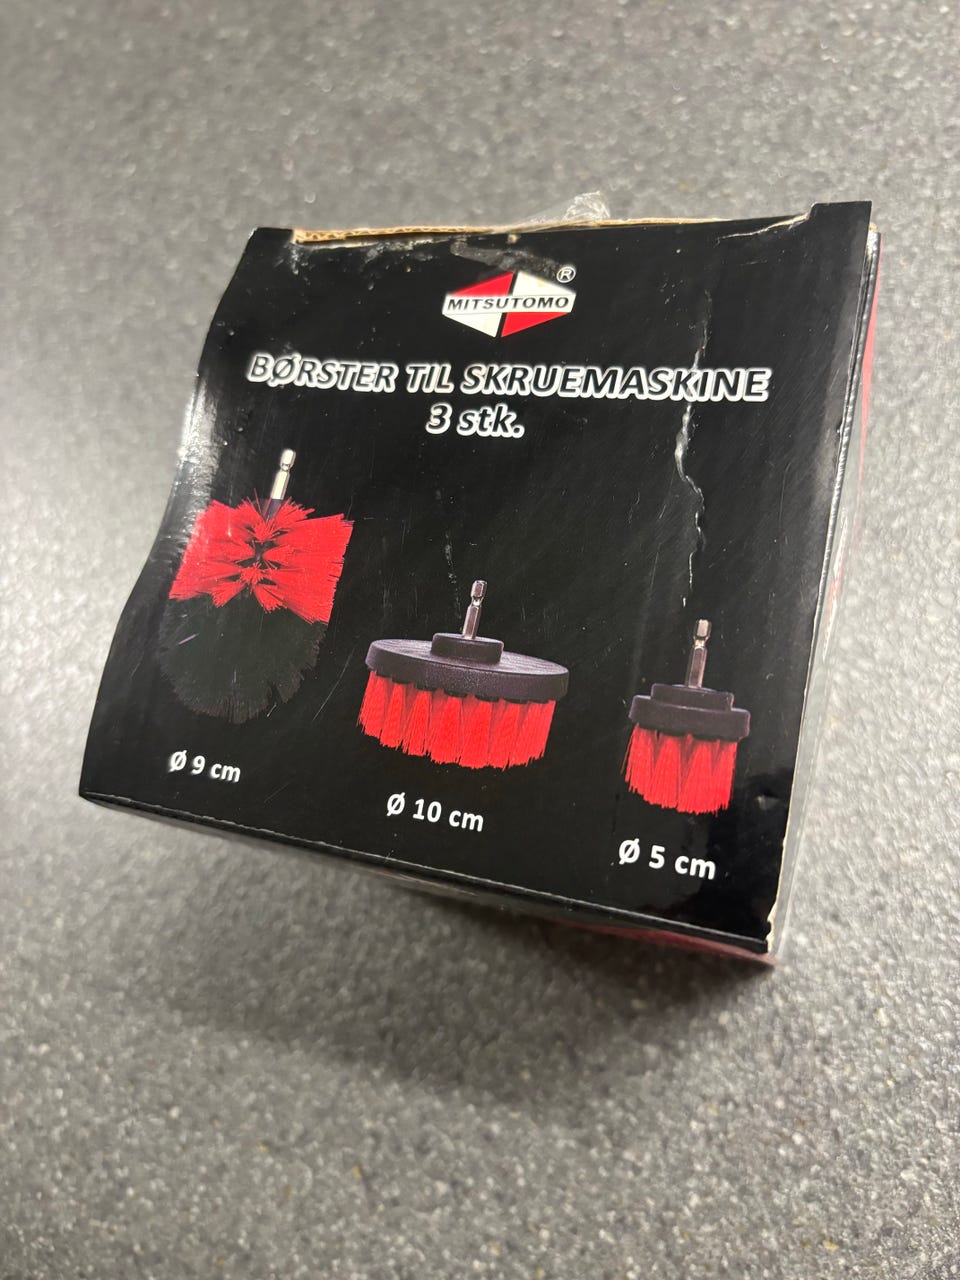 MITSUTOMO ®
BØRSTER TIL SKRUEMASKINE
3 stk.
Ø 9 cm
Ø 10 cm
Ø 5 cm